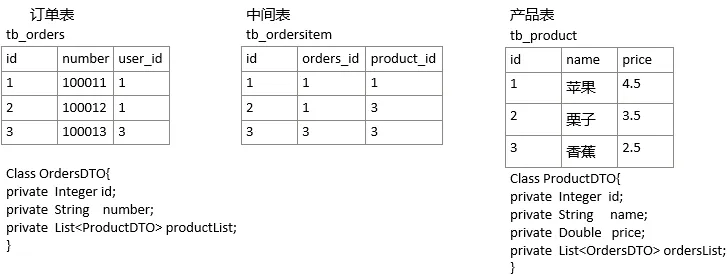 订单表
tb_orders
id number user_id
1 100011 1
2 100012 1
3 100013 3
Class OrdersDTO{
private Integer id;
private String number;
private List<ProductDTO> productList;
}
中间表
tb_ordersitem
id orders_id product_id
1 1 1
2 1 3
3 3 3
产品表
tb_product
id name price
1 苹果 4.5
2 栗子 3.5
3 香蕉 2.5
Class ProductDTO{
private Integer id;
private String name;
private Double price;
private List<OrdersDTO> ordersList;
}